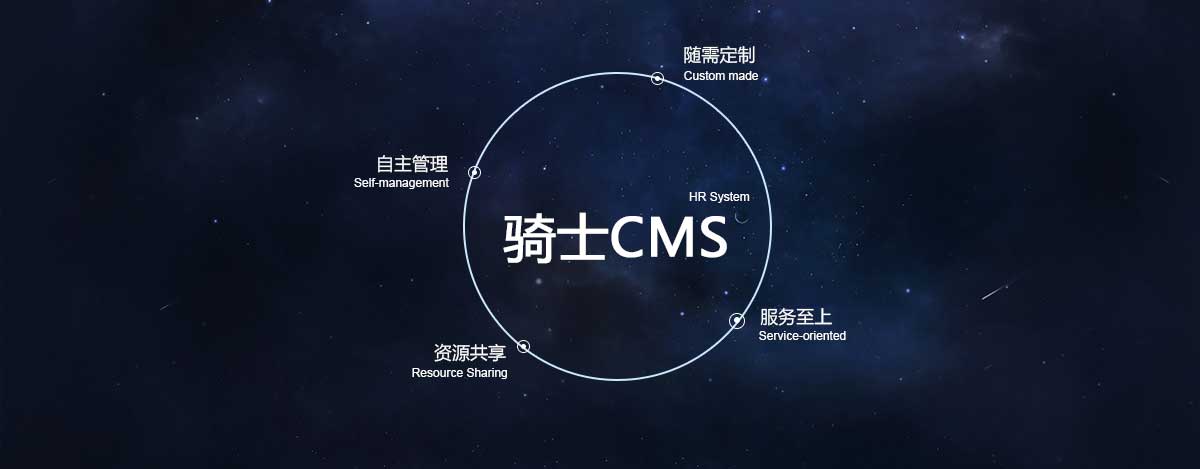 随需定制
Custom made
自主管理
Self-management
HR System
骑士CMS
服务至上
Service-oriented
资源共享
Resource Sharing